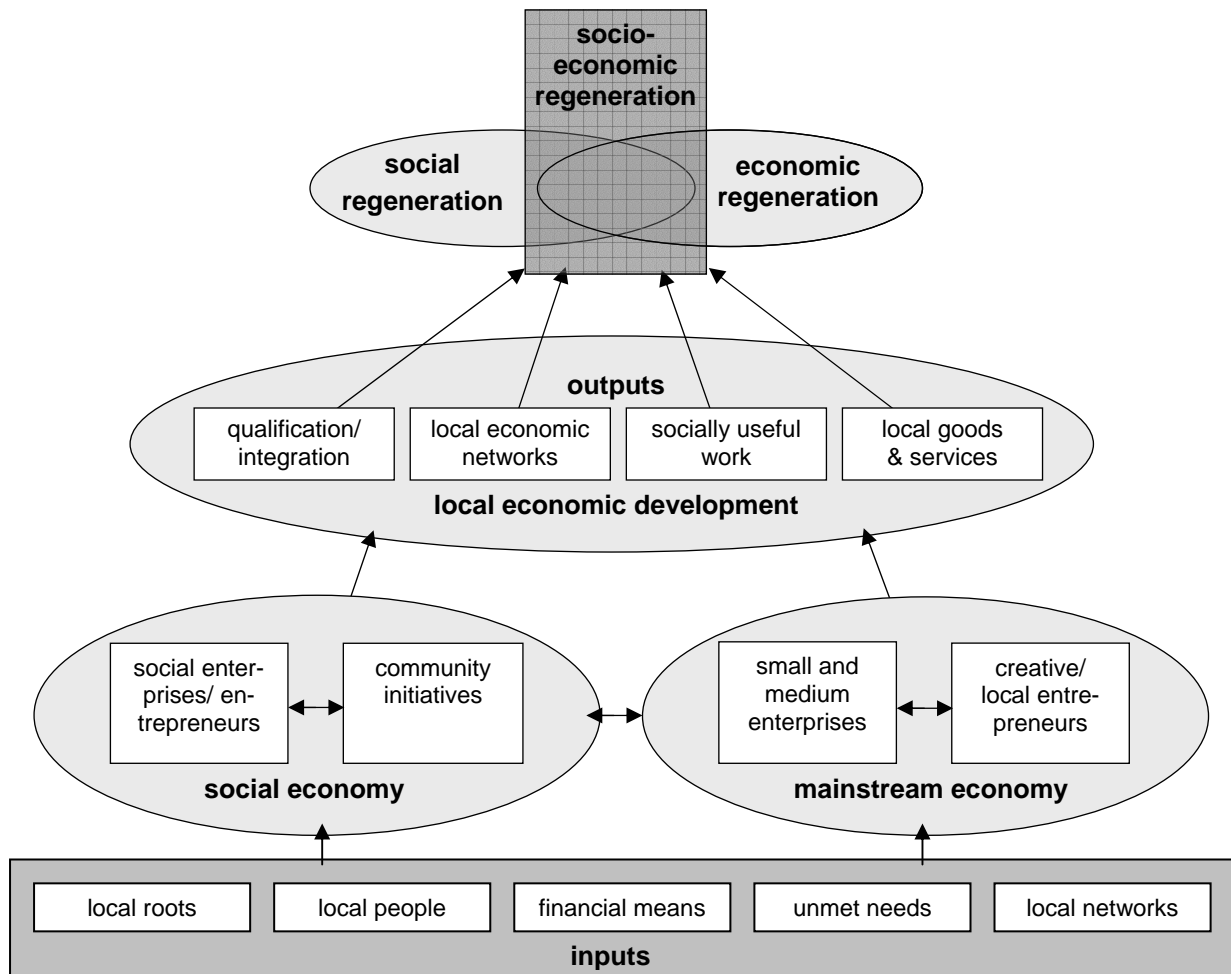 socio-
economic
regeneration
social
regeneration
economic
regeneration
outputs
qualification/
integration
local economic
networks
socially useful
work
local goods
& services
local economic development
social enter-
prises/ en-
trepreneurs
community
initiatives
social economy
small and
medium
enterprises
creative/
local entre-
preneurs
mainstream economy
local roots
local people
financial means
unmet needs
local networks
inputs